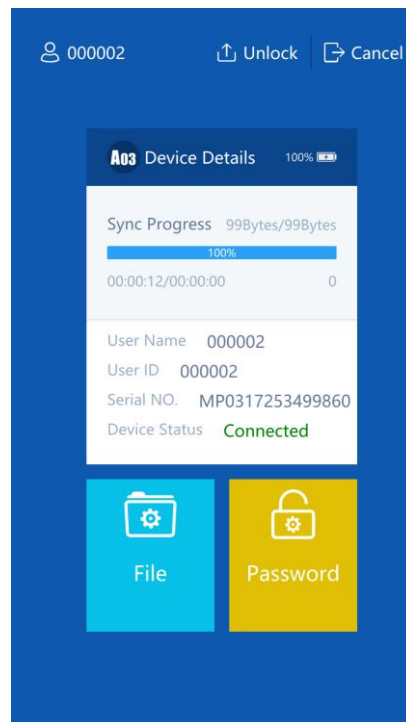 000002 Unlock Cancel
A03 Device Details 100%
Sync Progress 99Bytes/99Bytes
100%
00:00:12/00:00:00 0
User Name 000002
User ID 000002
Serial NO. MP0317253499860
Device Status Connected
File Password